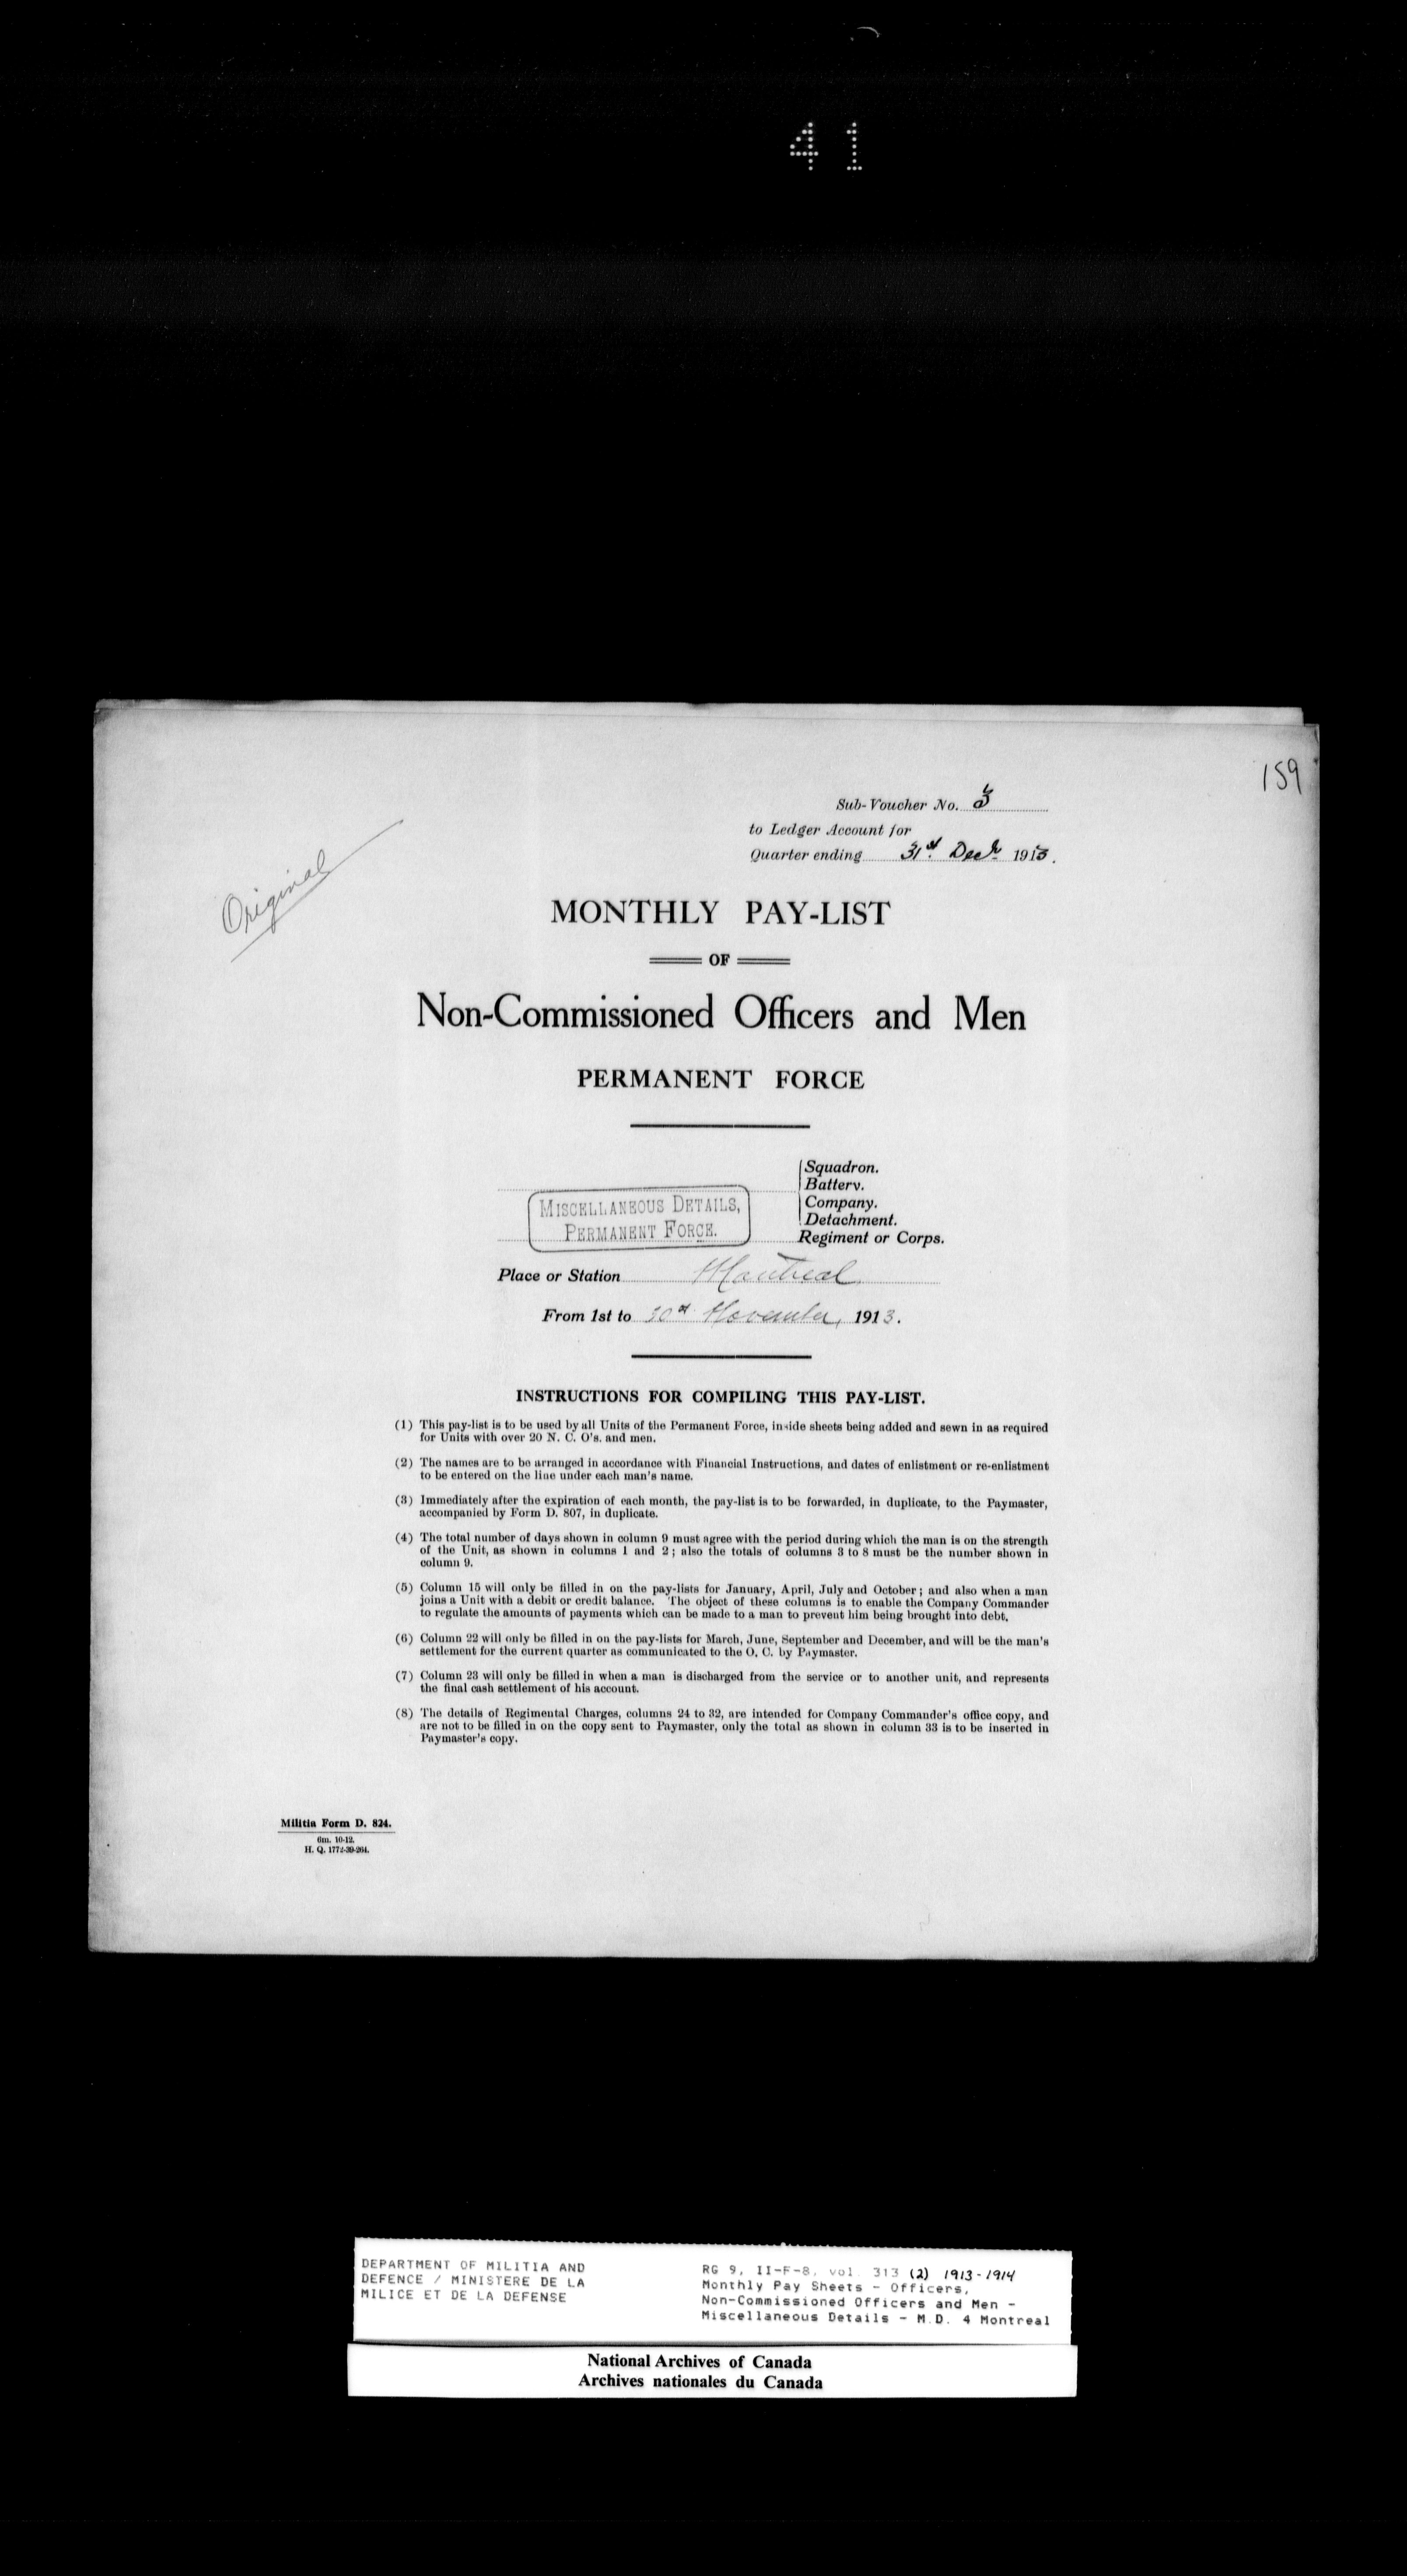 41
159
Sub-Voucher No. 3
to Ledger Account for
Quarter ending 31st Decr 1913.
Original
MONTHLY PAY-LIST
OF
Non-Commissioned Officers and Men
PERMANENT FORCE
Squadron.
Battery.
MISCELLANEOUS DETAILS,
Company.
PERMANENT FORCE.
Detachment.
Regiment or Corps.
Place or Station Montreal
From 1st to 30th November, 1913.
INSTRUCTIONS FOR COMPILING THIS PAY-LIST.
(1) This pay-list is to be used by all Units of the Permanent Force, inside sheets being added and sewn in as required
for Units with over 20 N. C. O's. and men.
(2) The names are to be arranged in accordance with Financial Instructions, and dates of enlistment or re-enlistment
to be entered on the line under each man's name.
(3) Immediately after the expiration of each month, the pay-list is to be forwarded, in duplicate, to the Paymaster,
accompanied by Form D. 807, in duplicate.
(4) The total number of days shown in column 9 must agree with the period during which the man is on the strength
of the Unit, as shown in columns 1 and 2; also the totals of columns 3 to 8 must be the number shown in
column 9.
(5) Column 15 will only be filled in on the pay-lists for January, April, July and October; and also when a man
joins a Unit with a debit or credit balance. The object of these columns is to enable the Company Commander
to regulate the amounts of payments which can be made to a man to prevent him being brought into debt.
(6) Column 22 will only be filled in on the pay-lists for March, June, September and December, and will be the man's
settlement for the current quarter as communicated to the O. C. by Paymaster.
(7) Column 23 will only be filled in when a man is discharged from the service or to another unit, and represents
the final cash settlement of his account.
(8) The details of Regimental Charges, columns 24 to 32, are intended for Company Commander's office copy, and
are not to be filled in on the copy sent to Paymaster, only the total as shown in column 33 is to be inserted in
Paymaster's copy.
Militia Form D. 824.
6m. 10-12.
H. Q. 1772-39-264.
DEPARTMENT OF MILITIA AND
DEFENCE / MINISTERE DE LA
MILICE ET DE LA DEFENSE
RG 9, II-F-8, vol. 313 (2) 1913-1914
Monthly Pay Sheets - Officers,
Non-Commissioned Officers and Men -
Miscellaneous Details - M.D. 4 Montreal
National Archives of Canada
Archives nationales du Canada